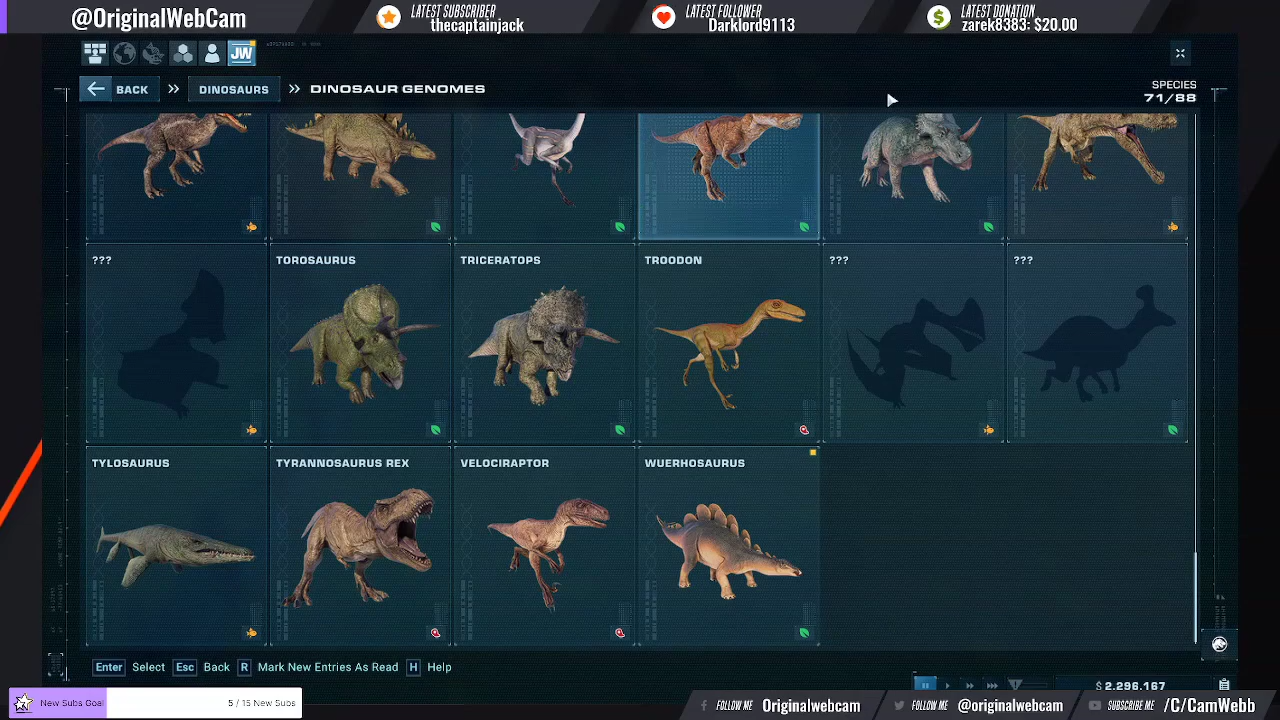 @OriginalWebCam
LATEST SUBSCRIBER
thecaptainjack
LATEST FOLLOWER
Darklord9113
LATEST DONATION
zarek8383: $20.00
JW
BACK
DINOSAURS
DINOSAUR GENOMES
SPECIES
71/88
???
TOROSAURUS
TRICERATOPS
TROODON
???
???
TYLOSAURUS
TYRANNOSAURUS REX
VELOCIRAPTOR
WUERHOSAURUS
Enter Select Esc Back R Mark New Entries As Read H Help
$2,296,167
New Subs Goal 5 / 15 New Subs
FOLLOW ME Originalwebcam
FOLLOW ME @originalwebcam
SUBSCRIBE ME /C/CamWebb